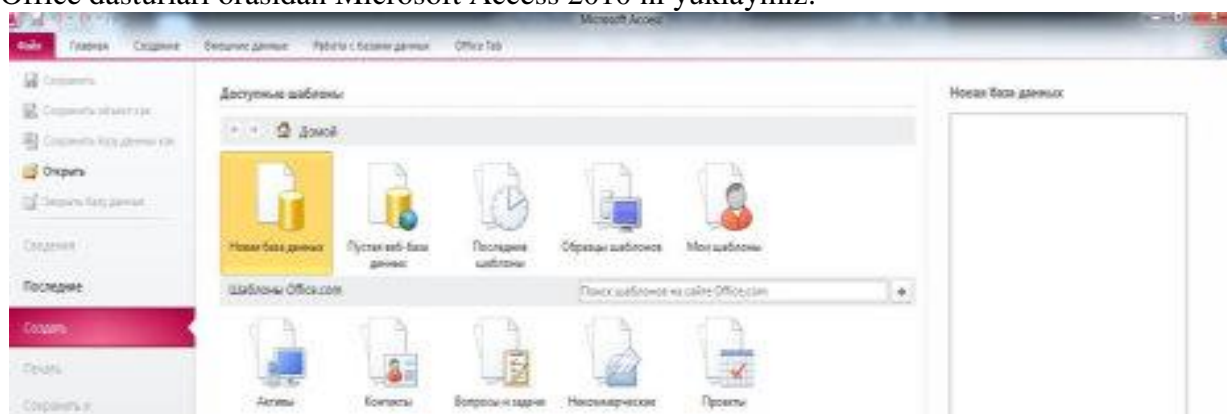 Office dasturlari orasidan Microsoft Access 2010 ni yuklaymiz.
Microsoft Access
Файл Главная Создание Внешние данные Работа с базами данных Office Tab
Сохранить
Сохранить объект как
Сохранить базу данных как
Открыть
Закрыть базу данных
Сведения
Последние
Создать
Печать
Сохранить и
Доступные шаблоны
Домой
Новая база данных
Пустая веб-база данных
Последние шаблоны
Образцы шаблонов
Мои шаблоны
Шаблоны Office.com
Поиск шаблонов на сайте Office.com
Активы
Контакты
Вопросы и задачи
Некоммерческие
Проекты
Новая база данных